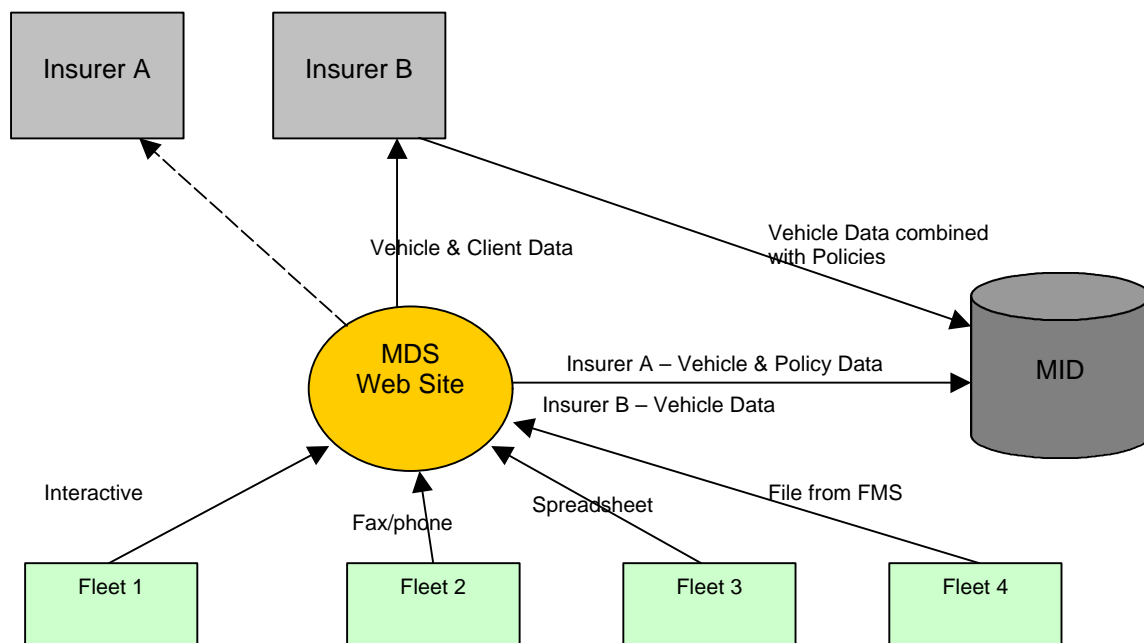 Insurer A
Insurer B
Vehicle & Client Data
Vehicle Data combined
with Policies
MDS
Web Site
Insurer A – Vehicle & Policy Data
MID
Insurer B – Vehicle Data
Interactive
Fax/phone
Spreadsheet
File from FMS
Fleet 1
Fleet 2
Fleet 3
Fleet 4